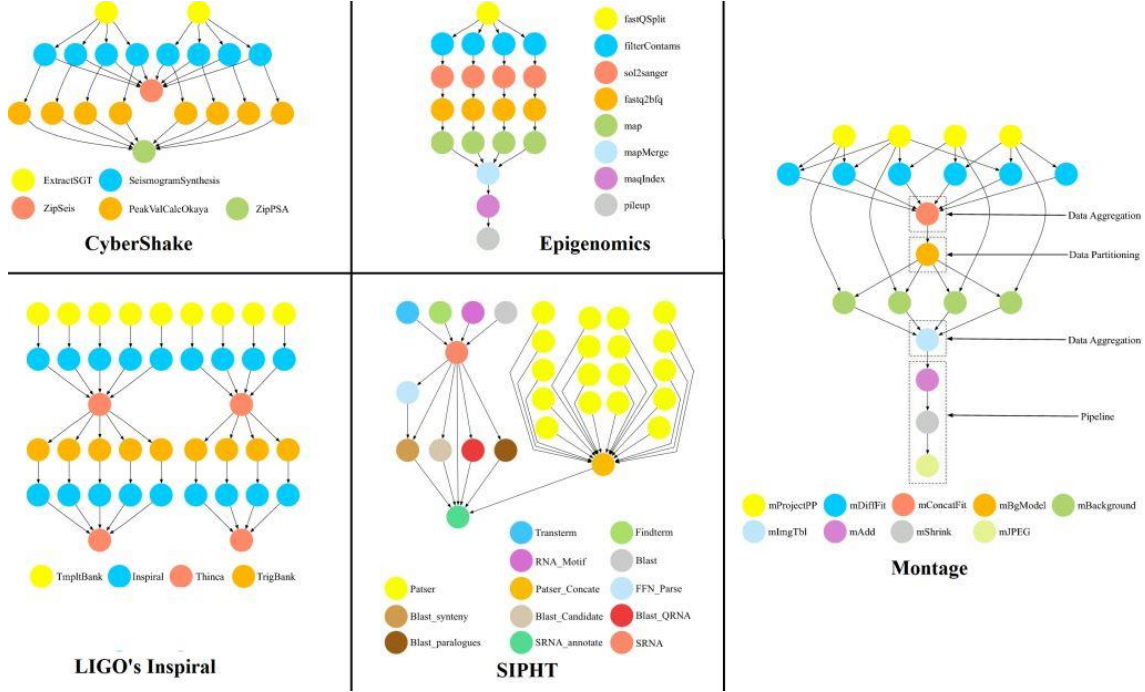 ExtractSGT
SeismogramSynthesis
ZipSeis
PeakValCalcOkaya
ZipPSA
CyberShake
fastQSplit
filterContams
sol2sanger
fastq2bfq
map
mapMerge
maqIndex
pileup
Epigenomics
TmpltBank
Inspiral
Thinca
TrigBank
LIGO's Inspiral
Transterm
Findterm
RNA_Motif
Blast
Patser
Patser_Concate
FFN_Parse
Blast_synteny
Blast_Candidate
Blast_QRNA
Blast_paralogues
SRNA_annotate
SRNA
SIPHT
Data Aggregation
Data Partitioning
Data Aggregation
Pipeline
mProjectPP
mDiffFit
mConcatFit
mBgModel
mBackground
mImgTbl
mAdd
mShrink
mJPEG
Montage